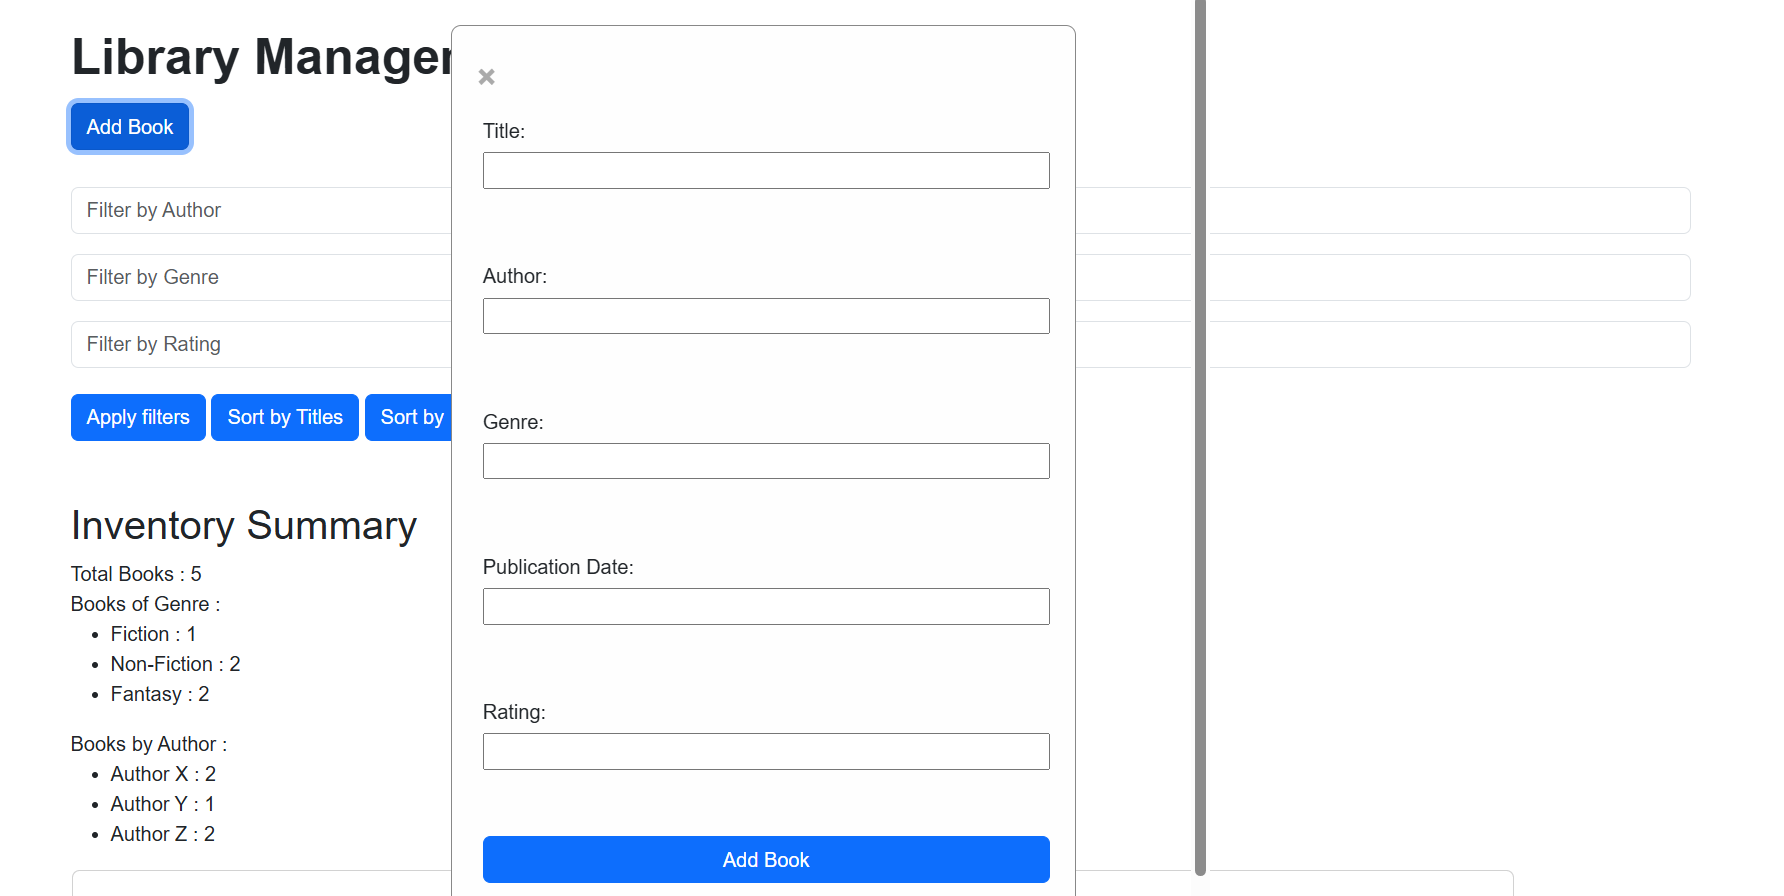 Library Manager
Add Book
Filter by Author
Filter by Genre
Filter by Rating
Apply filters
Sort by Titles
Sort by
Inventory Summary
Total Books : 5
Books of Genre :
Fiction : 1
Non-Fiction : 2
Fantasy : 2
Books by Author :
Author X : 2
Author Y : 1
Author Z : 2
×
Title:
Author:
Genre:
Publication Date:
Rating:
Add Book